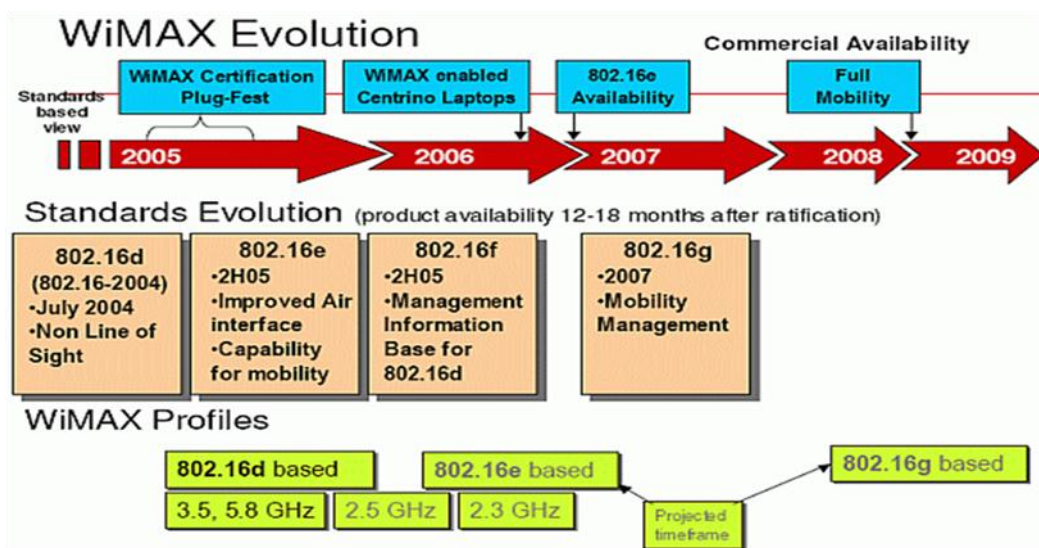 WiMAX Evolution
Commercial Availability
WiMAX Certification
Plug-Fest
WiMAX enabled
Centrino Laptops
802.16e
Availability
Full
Mobility
Standards
based
view
2005
2006
2007
2008
2009
Standards Evolution (product availability 12-18 months after ratification)
802.16d
(802.16-2004)
•July 2004
•Non Line of
Sight
802.16e
•2H05
•Improved Air
interface
•Capability
for mobility
802.16f
•2H05
•Management
Information
Base for
802.16d
802.16g
•2007
•Mobility
Management
WiMAX Profiles
802.16d based
802.16e based
802.16g based
3.5, 5.8 GHz
2.5 GHz
2.3 GHz
Projected
timeframe